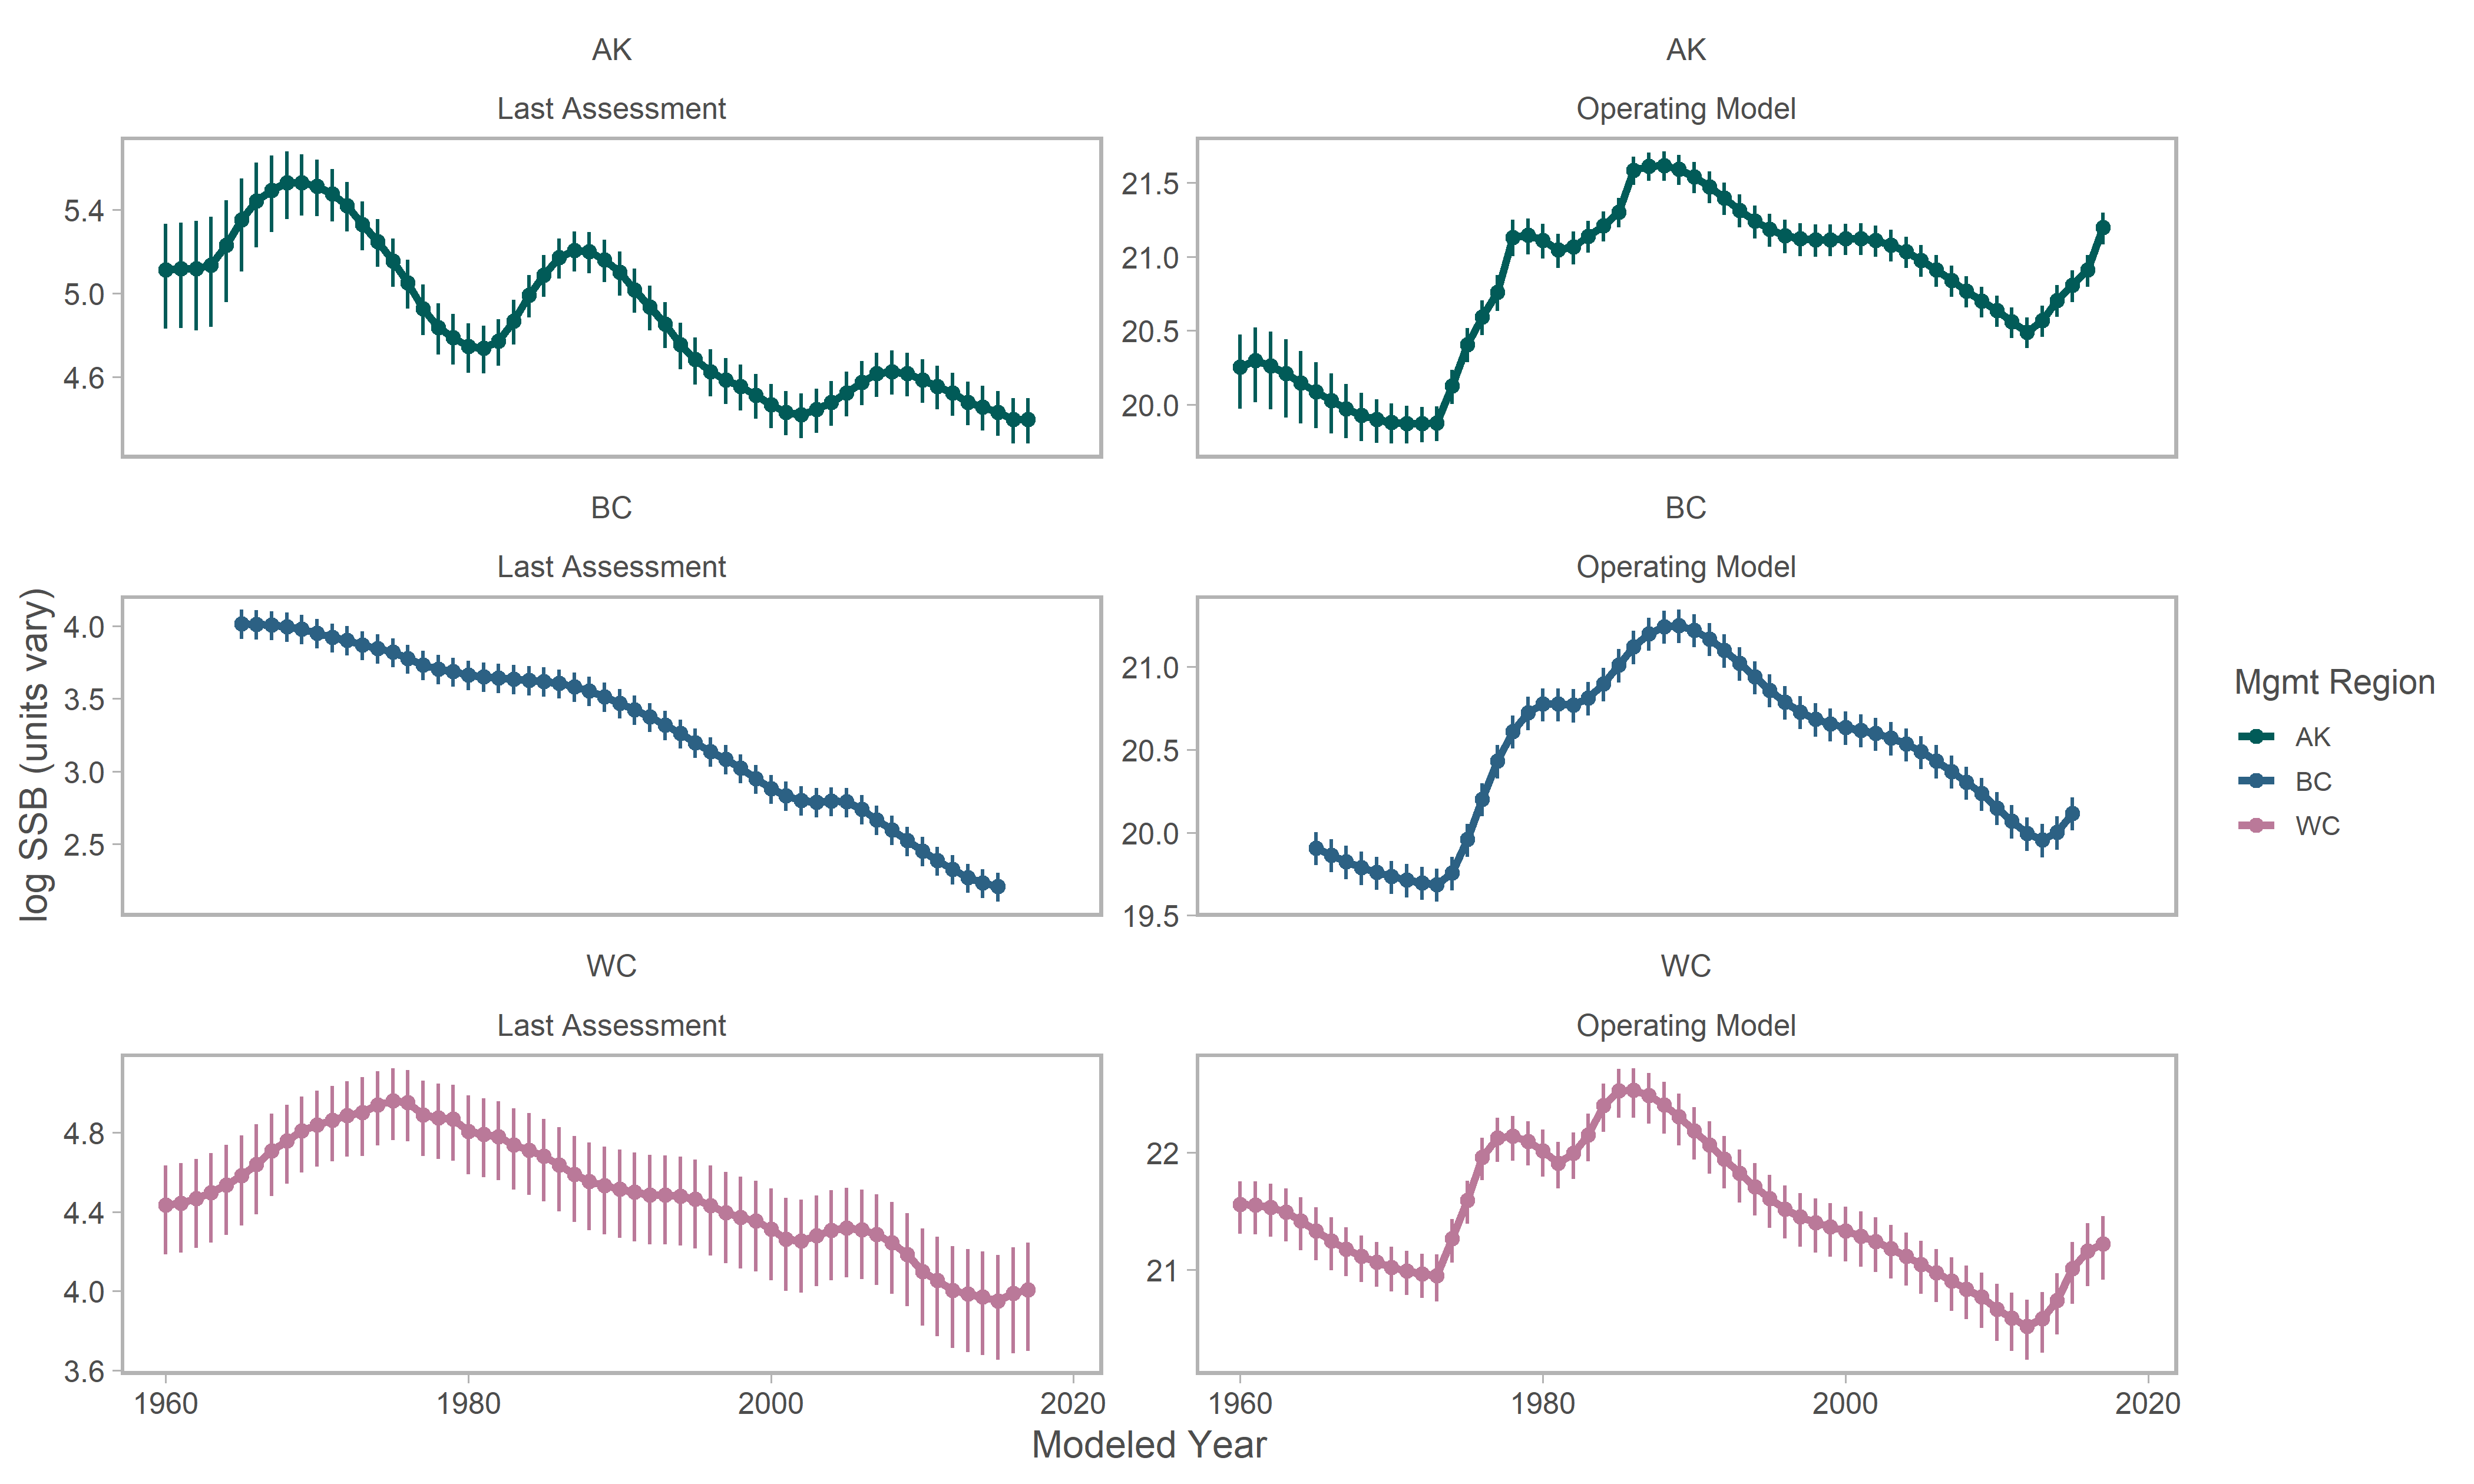 AK
Last Assessment
5.4
5.0
4.6
AK
Operating Model
21.5
21.0
20.5
20.0
BC
Last Assessment
4.0
3.5
3.0
2.5
BC
Operating Model
21.0
20.5
20.0
19.5
WC
Last Assessment
4.8
4.4
4.0
3.6
1960
1980
2000
2020
WC
Operating Model
22
21
1960
1980
2000
2020
log SSB (units vary)
Modeled Year
Mgmt Region
AK
BC
WC